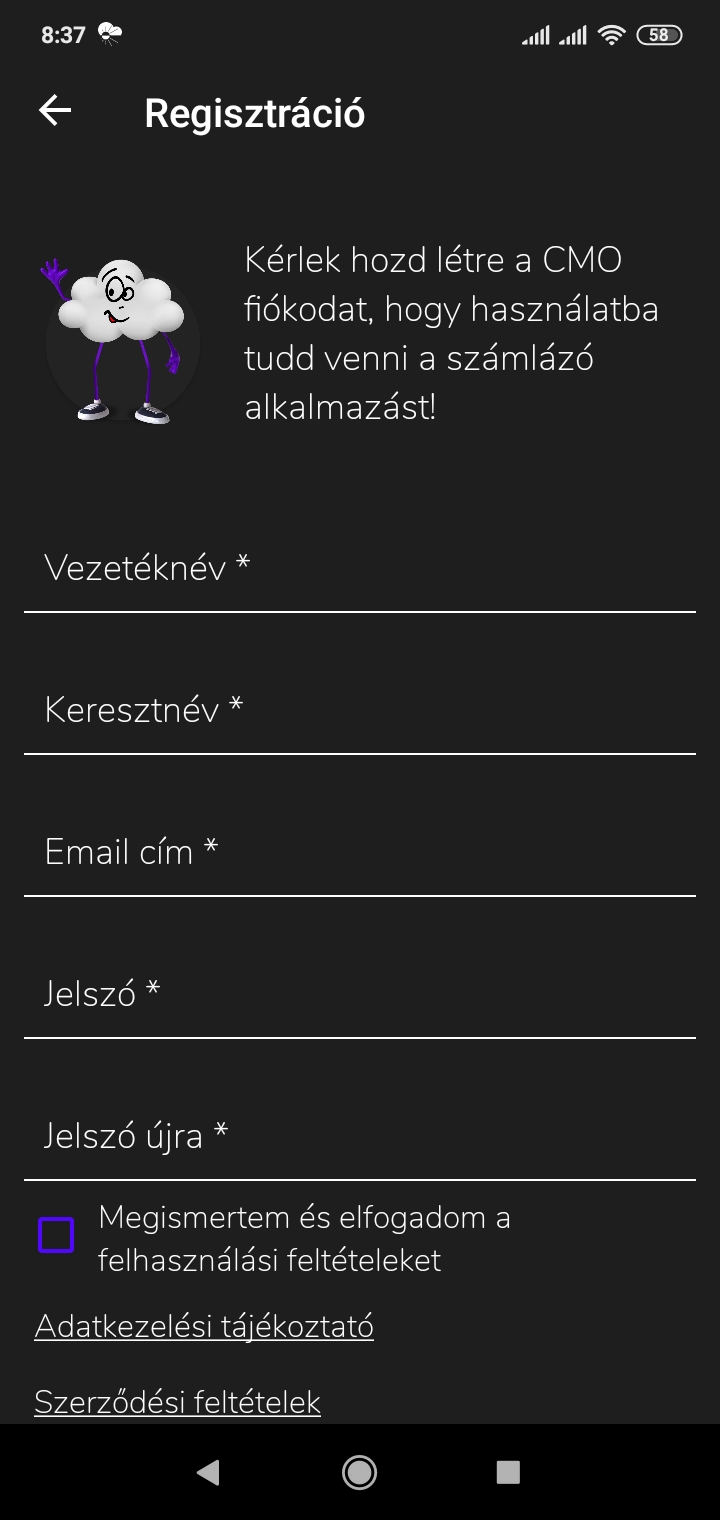 8:37
58
Regisztráció
Kérlek hozd létre a CMO
fiókodat, hogy használatba
tudd venni a számlázó
alkalmazást!
Vezetéknév *
Keresztnév *
Email cím *
Jelszó *
Jelszó újra *
Megismertem és elfogadom a
felhasználási feltételeket
Adatkezelési tájékoztató
Szerződési feltételek